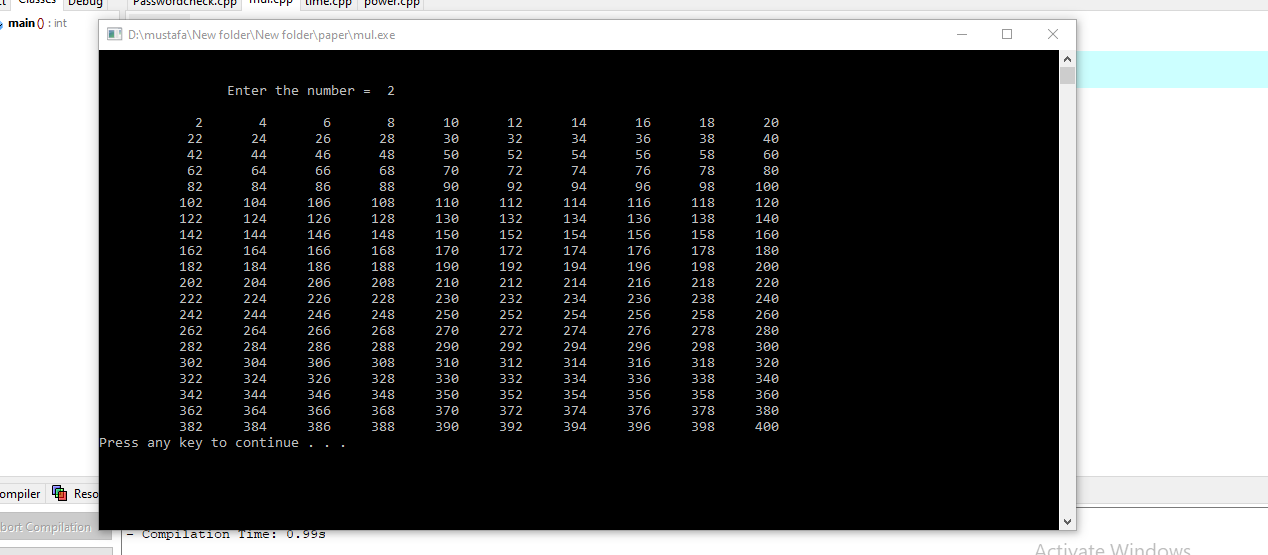 Classes Debug Passwordcheck.cpp mul.cpp time.cpp power.cpp
main() : int
D:\mustafa\New folder\New folder\paper\mul.exe
Enter the number = 2
2 4 6 8 10 12 14 16 18 20
22 24 26 28 30 32 34 36 38 40
42 44 46 48 50 52 54 56 58 60
62 64 66 68 70 72 74 76 78 80
82 84 86 88 90 92 94 96 98 100
102 104 106 108 110 112 114 116 118 120
122 124 126 128 130 132 134 136 138 140
142 144 146 148 150 152 154 156 158 160
162 164 166 168 170 172 174 176 178 180
182 184 186 188 190 192 194 196 198 200
202 204 206 208 210 212 214 216 218 220
222 224 226 228 230 232 234 236 238 240
242 244 246 248 250 252 254 256 258 260
262 264 266 268 270 272 274 276 278 280
282 284 286 288 290 292 294 296 298 300
302 304 306 308 310 312 314 316 318 320
322 324 326 328 330 332 334 336 338 340
342 344 346 348 350 352 354 356 358 360
362 364 366 368 370 372 374 376 378 380
382 384 386 388 390 392 394 396 398 400
Press any key to continue . . .
ompiler Reso
bort Compilation
- Compilation Time: 0.99s
Activate Windows